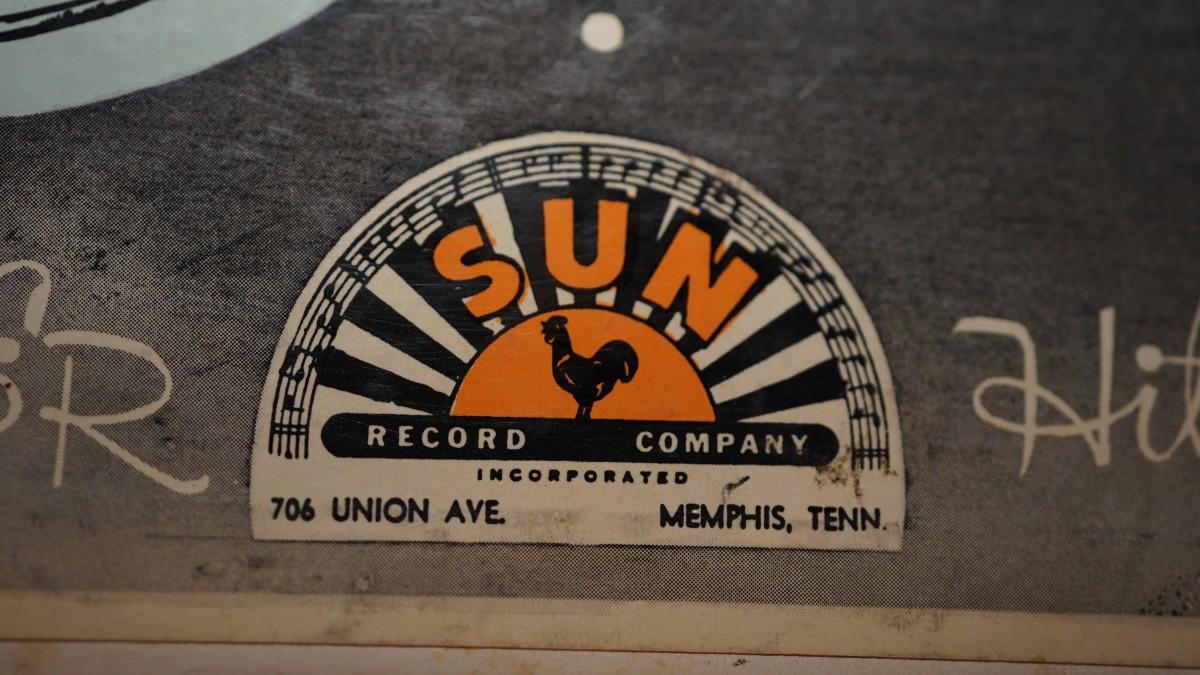 SUN
RECORD COMPANY
INCORPORATED
706 UNION AVE. MEMPHIS, TENN.